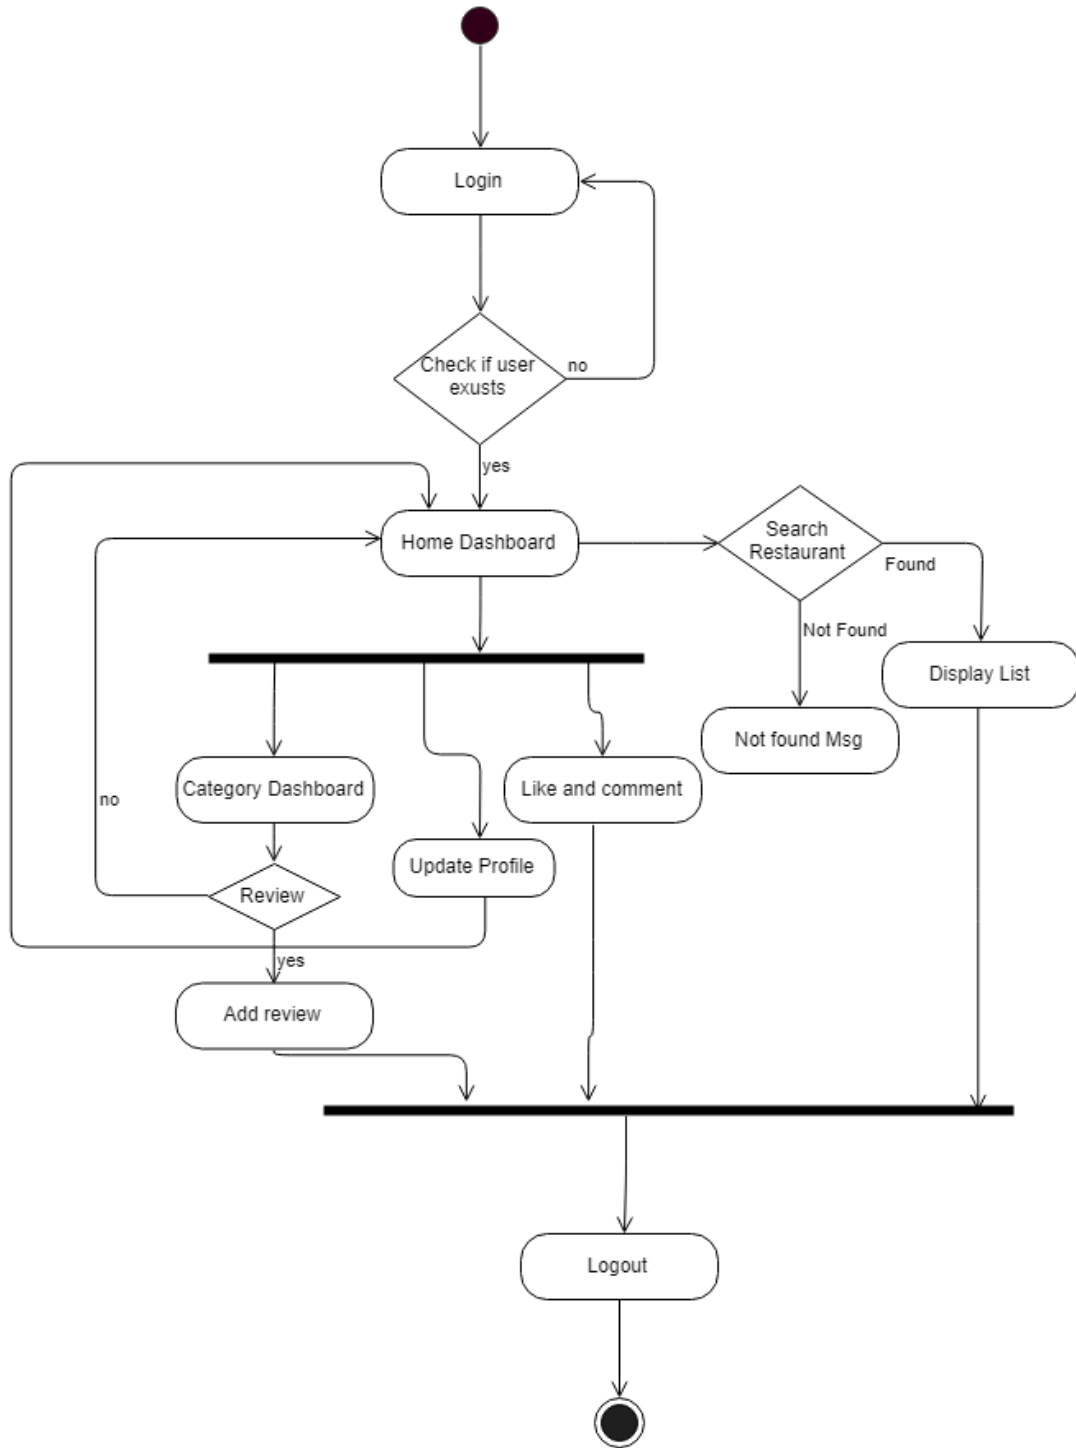 Login
Check if user
exusts
no
yes
Home Dashboard
Search
Restaurant
Found
Not Found
Display List
Not found Msg
Category Dashboard
Like and comment
no
Update Profile
Review
yes
Add review
Logout